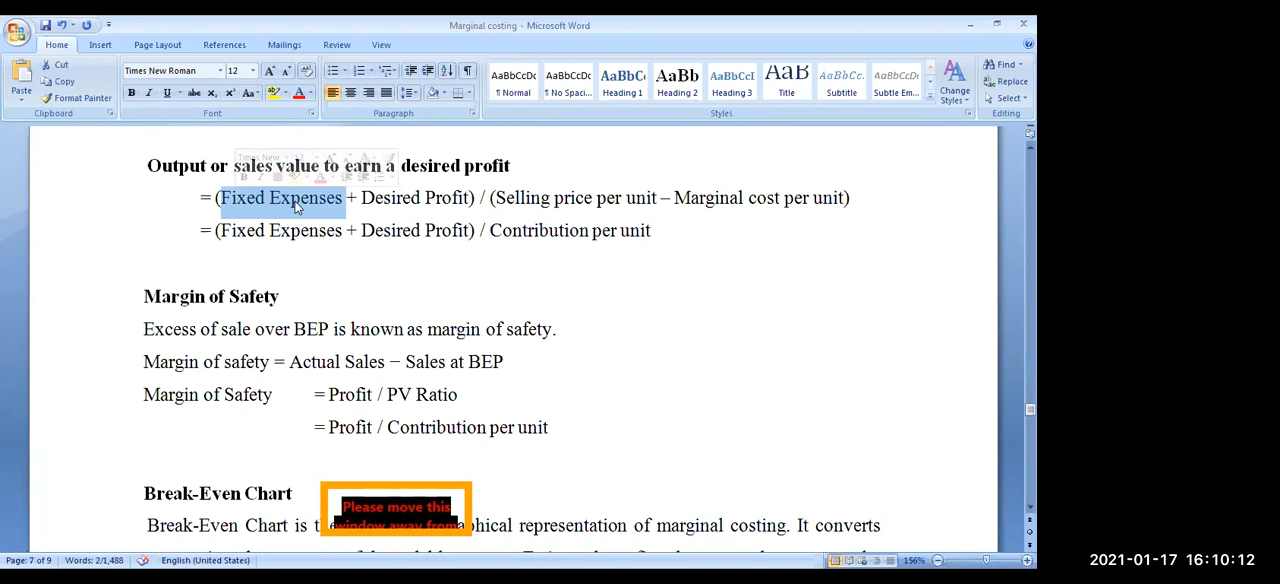 Marginal costing - Microsoft Word
Home Insert Page Layout References Mailings Review View
Cut
Copy
Format Painter
Paste
Clipboard
Times New Roman 12
Font
Paragraph
AaBbCcDc AaBbCcDc AaBbC AaBb AaBbCcI AaB AaBbCc. AaBbCcDc
¶ Normal ¶ No Spaci... Heading 1 Heading 2 Heading 3 Title Subtitle Subtle Em...
Change Styles
Styles
Find
Replace
Select
Editing
Output or sales value to earn a desired profit
= (Fixed Expenses + Desired Profit) / (Selling price per unit – Marginal cost per unit)
= (Fixed Expenses + Desired Profit) / Contribution per unit
Margin of Safety
Excess of sale over BEP is known as margin of safety.
Margin of safety = Actual Sales − Sales at BEP
Margin of Safety = Profit / PV Ratio
= Profit / Contribution per unit
Break-Even Chart
Please move this
window away from
Break-Even Chart is aphical representation of marginal costing. It converts
Page: 7 of 9 Words: 2/1,488 English (United States) 156%
2021-01-17 16:10:12